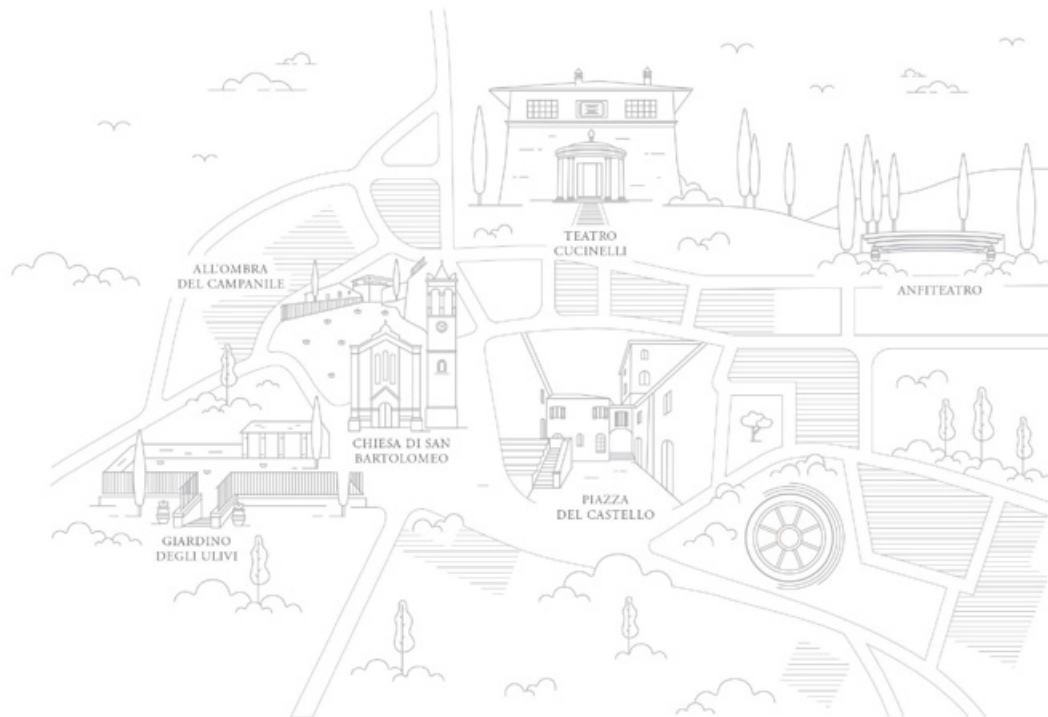 TEATRO
CUCINELLI
ALL'OMBRA
DEL CAMPANILE
ANFITEATRO
CHIESA DI SAN
BARTOLOMEO
PIAZZA
DEL CASTELLO
GIARDINO
DEGLI ULIVI